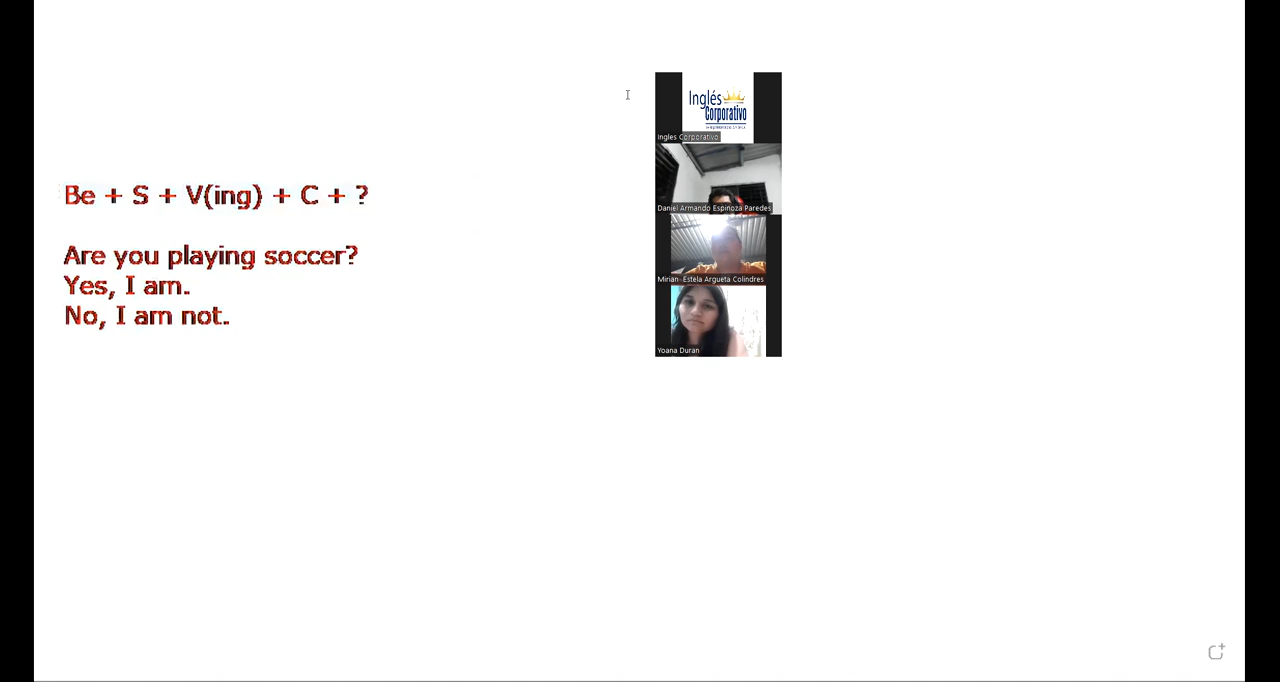 Be + S + V(ing) + C + ?
Are you playing soccer?
Yes, I am.
No, I am not.
Inglés
Corporativo
Ingles Corporativo
Daniel Armando Espinoza Paredes
Mirian Estela Argueta Colindres
Yoana Duran